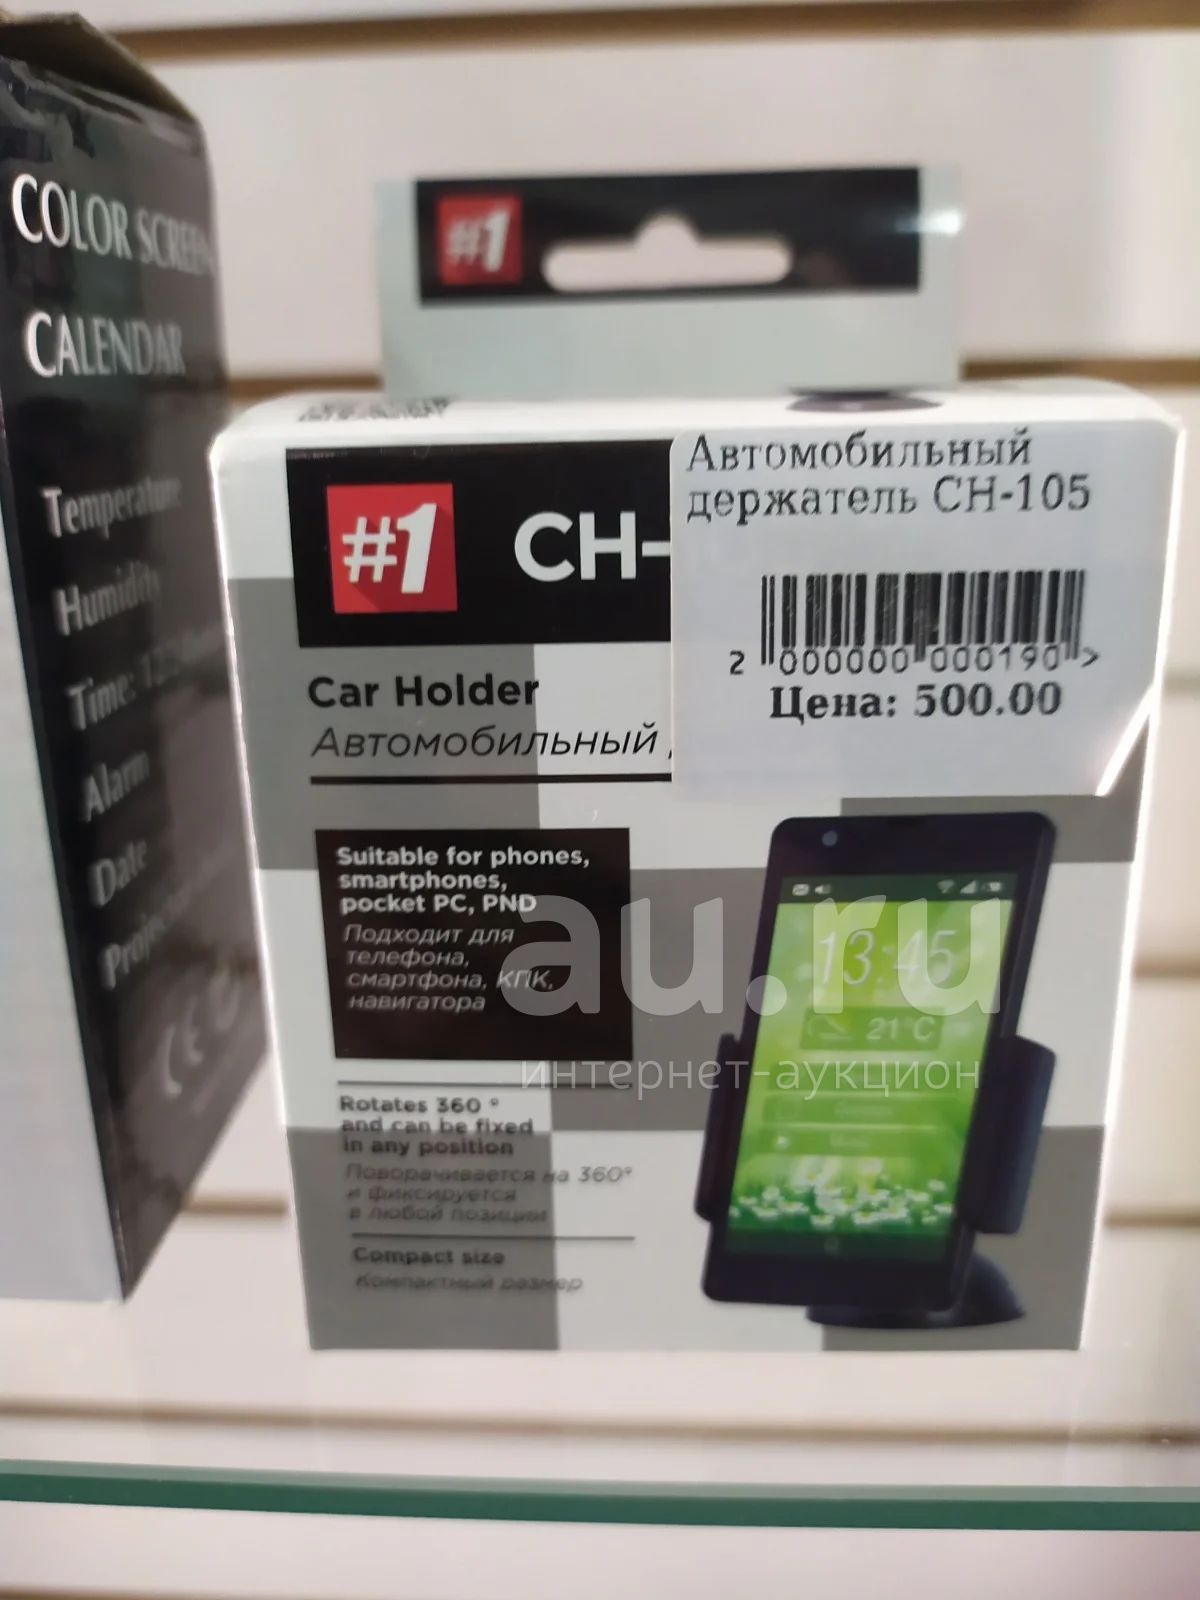 COLOR SCREEN
CALENDAR
Temperature
Humidity
Time:
Alarm
Date
CE
#1
#1 CH-
Автомобильный
держатель CH-105
2 000000 000190 >
Цена: 500.00
Car Holder
Автомобильный
Suitable for phones,
smartphones,
pocket PC, PND
Подходит для
телефона,
смартфона, КПК,
навигатора
Rotates 360 °
and can be fixed
in any position
Поворачивается на 360°
и фиксируется
в любой позиции
Compact size
Компактный размер
13:45
21°C
au.ru
интернет-аукцион